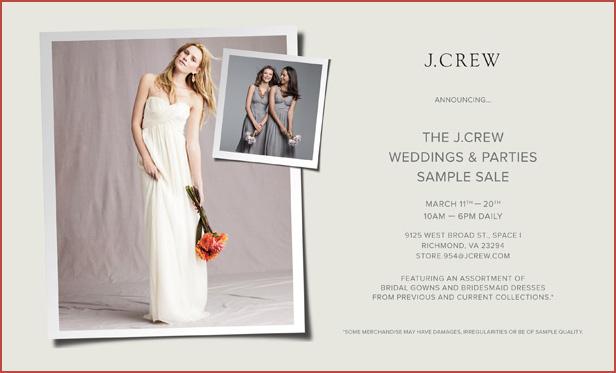 J.CREW
ANNOUNCING...
THE J.CREW
WEDDINGS & PARTIES
SAMPLE SALE
MARCH 11TH — 20TH
10AM — 6PM DAILY
9125 WEST BROAD ST., SPACE I
RICHMOND, VA 23294
STORE.954@JCREW.COM
FEATURING AN ASSORTMENT OF
BRIDAL GOWNS AND BRIDESMAID DRESSES
FROM PREVIOUS AND CURRENT COLLECTIONS.*
*SOME MERCHANDISE MAY HAVE DAMAGES, IRREGULARITIES OR BE OF SAMPLE QUALITY.